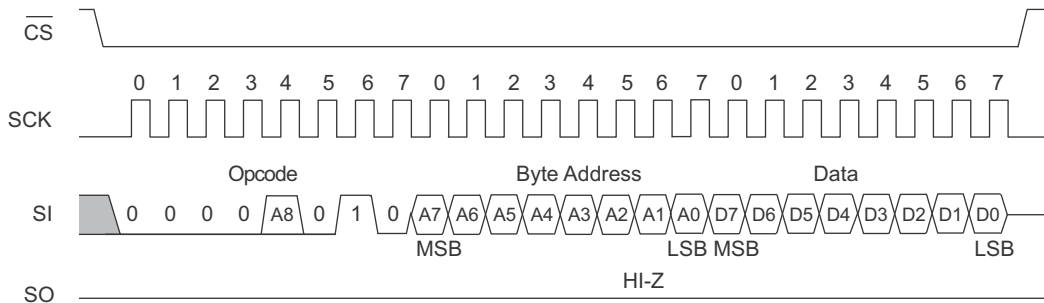 CS
0 1 2 3 4 5 6 7 0 1 2 3 4 5 6 7 0 1 2 3 4 5 6 7
SCK
Opcode Byte Address Data
SI 0 0 0 0 A8 0 1 0 A7 A6 A5 A4 A3 A2 A1 A0 D7 D6 D5 D4 D3 D2 D1 D0
MSB LSB MSB LSB
HI-Z
SO